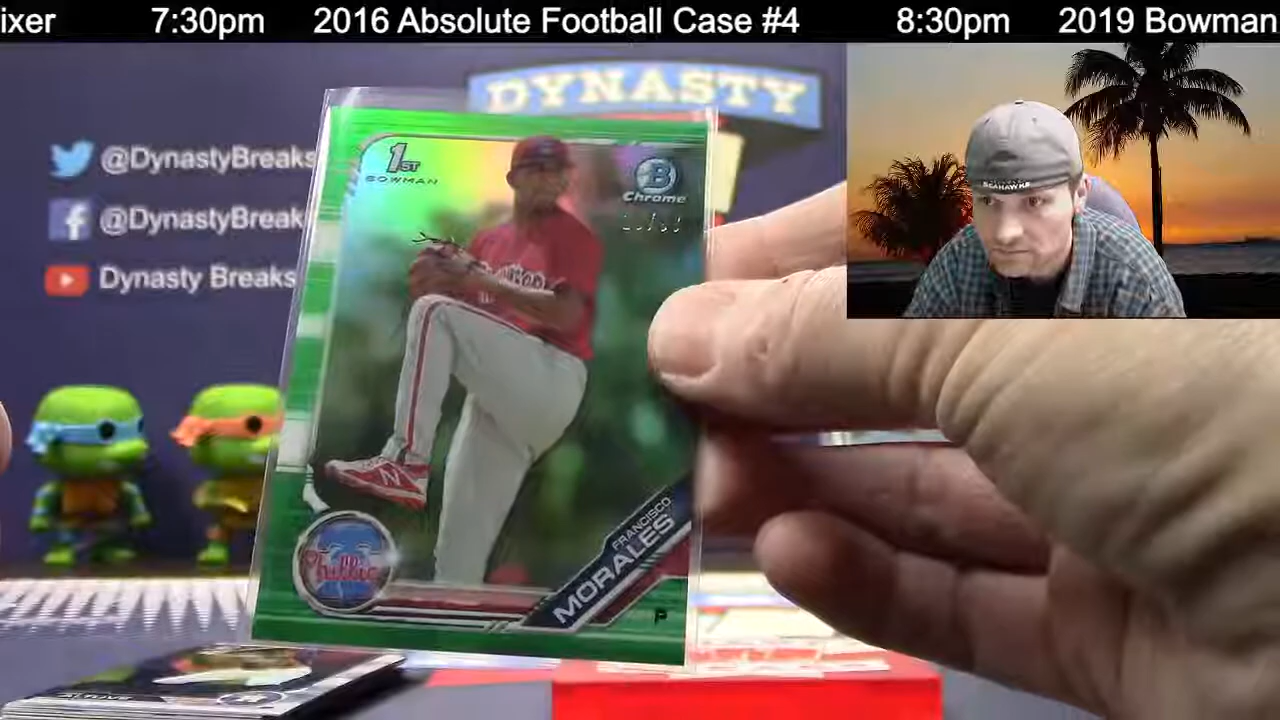 ixer 7:30pm 2016 Absolute Football Case #4 8:30pm 2019 Bowman
DYNASTY
@DynastyBreaks
@DynastyBreak
Dynasty Breaks
1ST
BOWMAN
B
Chrome
N
FRANCISCO
MORALES
P
Phillies
SEAHAWKS